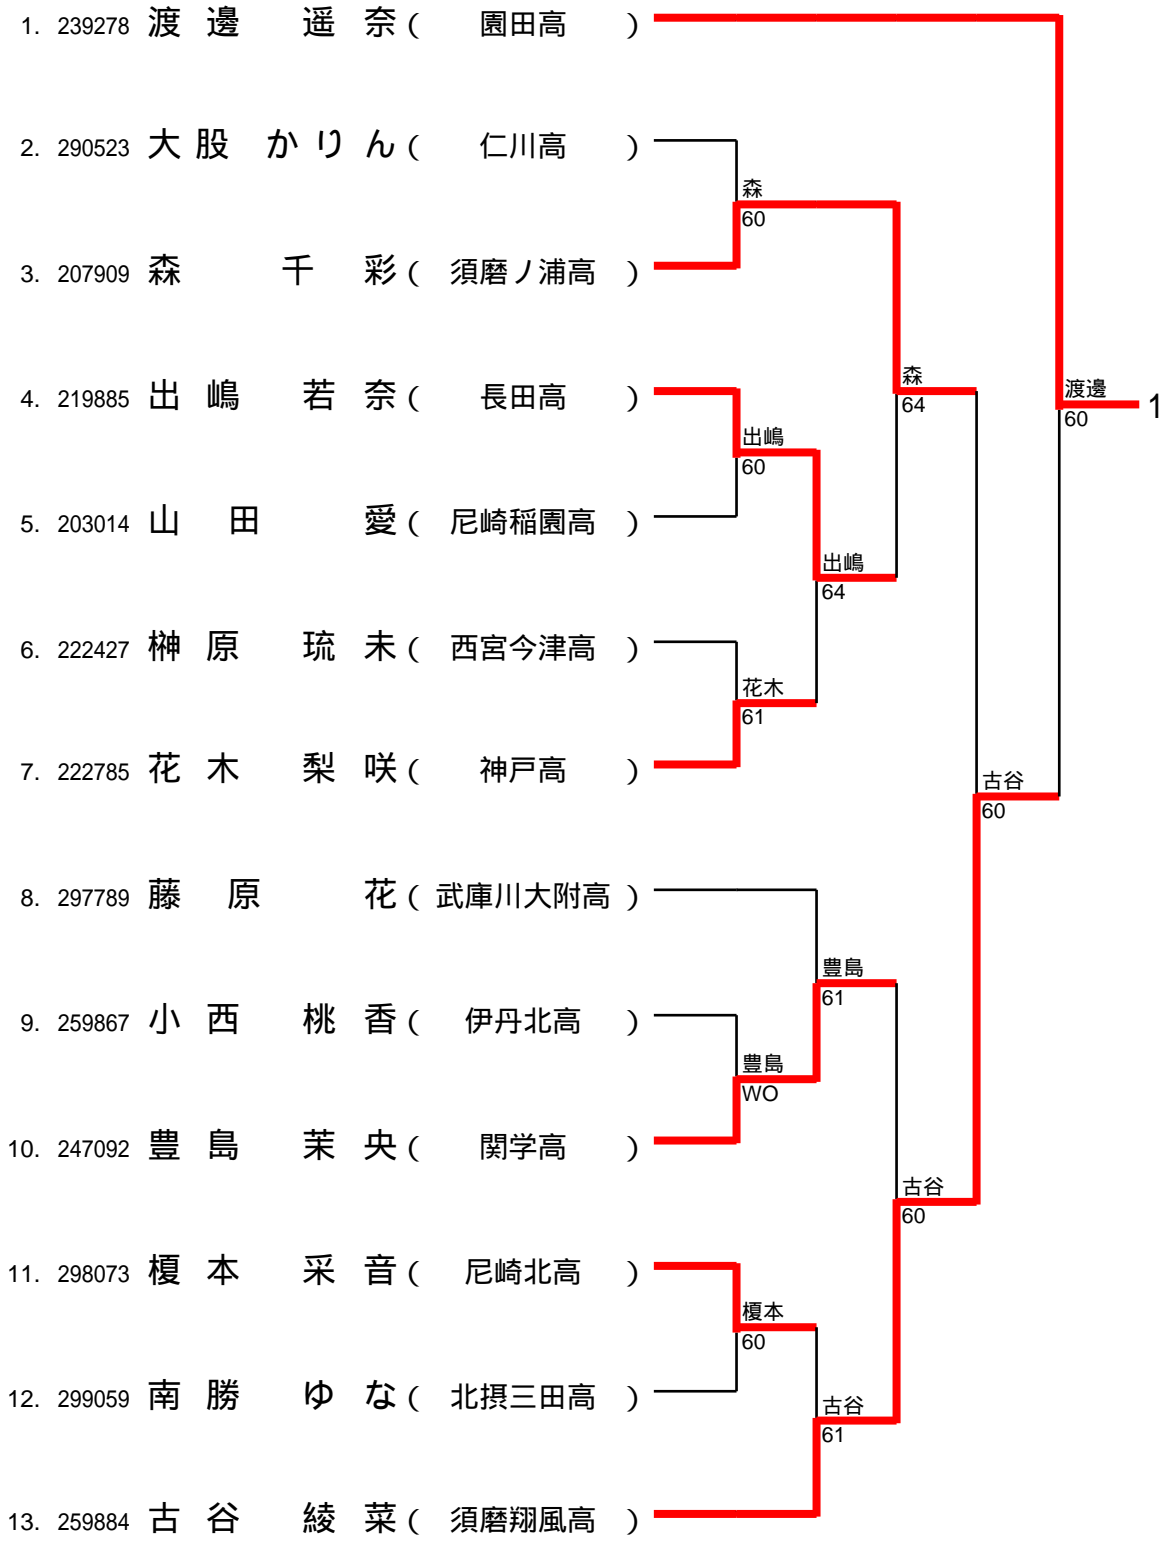 1. 239278 渡邊 遥奈 ( 園田高 )
2. 290523 大股 かりん ( 仁川高 )
森
60
3. 207909 森 千彩 ( 須磨ノ浦高 )
森
64
渡邊
60
1
4. 219885 出嶋 若奈 ( 長田高 )
出嶋
60
5. 203014 山田 愛 ( 尼崎稲園高 )
出嶋
64
6. 222427 榊原 琉未 ( 西宮今津高 )
花木
61
7. 222785 花木 梨咲 ( 神戸高 )
古谷
60
8. 297789 藤原 花 ( 武庫川大附高 )
豊島
61
9. 259867 小西 桃香 ( 伊丹北高 )
豊島
WO
10. 247092 豊島 茉央 ( 関学高 )
古谷
60
11. 298073 榎本 采音 ( 尼崎北高 )
榎本
60
12. 299059 南勝 ゆな ( 北摂三田高 )
古谷
61
13. 259884 古谷 綾菜 ( 須磨翔風高 )